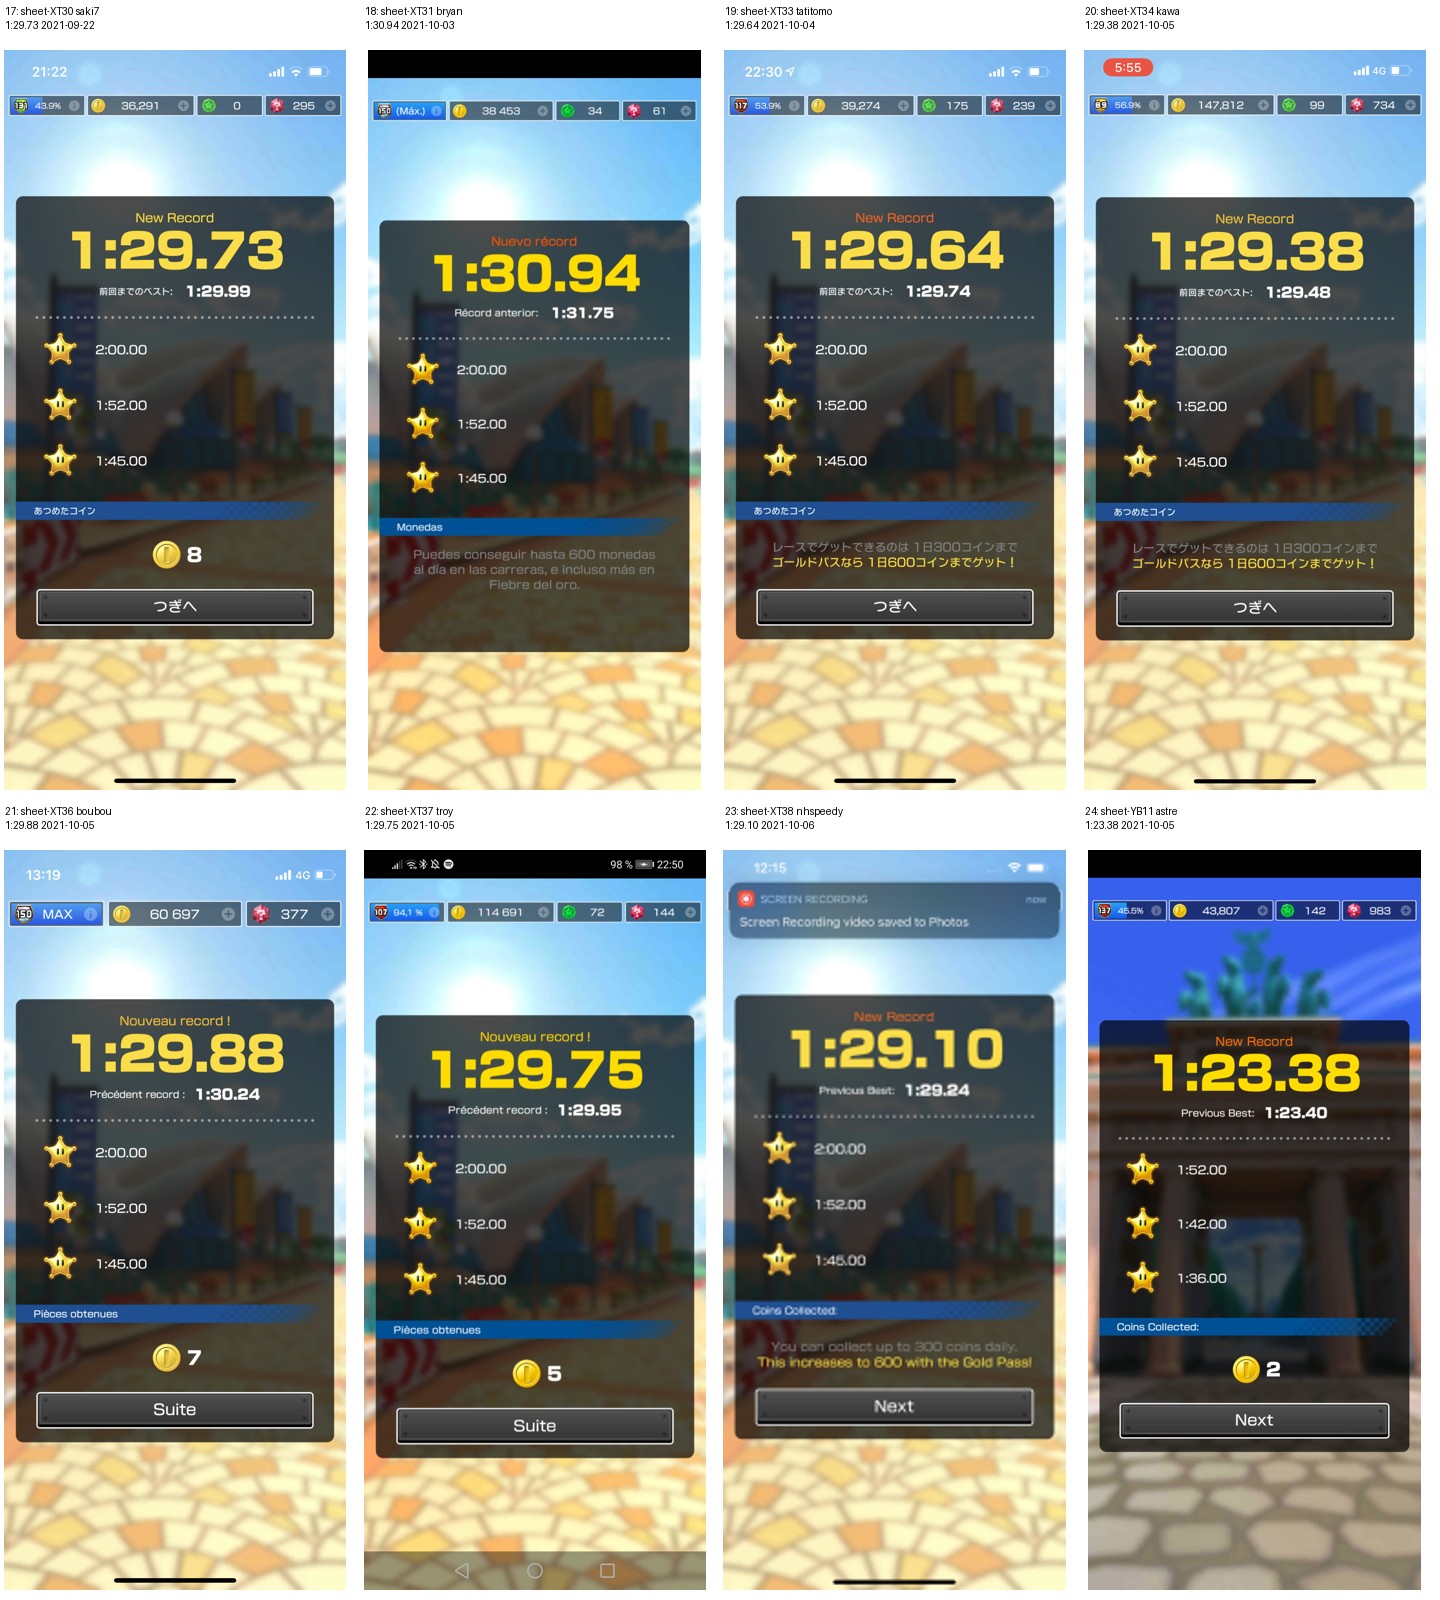 17: sheet-XT30 saki7
1:29.73 2021-09-22
21:22
131 43.9% 36,291 0 295
New Record
1:29.73
前回までのベスト: 1:29.99
2:00.00
1:52.00
1:45.00
あつめたコイン
8
つぎへ
18: sheet-XT31 bryan
1:30.94 2021-10-03
150 (Máx.) 38 453 34 61
Nuevo récord
1:30.94
Récord anterior: 1:31.75
2:00.00
1:52.00
1:45.00
Monedas
Puedes conseguir hasta 600 monedas
al día en las carreras, e incluso más en
Fiebre del oro.
19: sheet-XT33 tatitomo
1:29.64 2021-10-04
22:30
117 53.9% 39,274 175 239
New Record
1:29.64
前回までのベスト: 1:29.74
2:00.00
1:52.00
1:45.00
あつめたコイン
レースでゲットできるのは 1日300コインまで
ゴールドパスなら 1日600コインまでゲット！
つぎへ
20: sheet-XT34 kawa
1:29.38 2021-10-05
5:55
4G
89 56.9% 147,812 99 734
New Record
1:29.38
前回までのベスト: 1:29.48
2:00.00
1:52.00
1:45.00
あつめたコイン
レースでゲットできるのは 1日300コインまで
ゴールドパスなら 1日600コインまでゲット！
つぎへ
21: sheet-XT36 boubou
1:29.88 2021-10-05
13:19 4G
150 MAX 60 697 377
Nouveau record !
1:29.88
Précédent record : 1:30.24
2:00.00
1:52.00
1:45.00
Pièces obtenues
7
Suite
22: sheet-XT37 troy
1:29.75 2021-10-05
98 % 22:50
107 94,1 % 114 691 72 144
Nouveau record !
1:29.75
Précédent record : 1:29.95
2:00.00
1:52.00
1:45.00
Pièces obtenues
5
Suite
23: sheet-XT38 nhspeedy
1:29.10 2021-10-06
12:15
SCREEN RECORDING now
Screen Recording video saved to Photos
New Record
1:29.10
Previous Best: 1:29.24
2:00.00
1:52.00
1:45.00
Coins Collected:
You can collect up to 300 coins daily.
This increases to 600 with the Gold Pass!
Next
24: sheet-YB11 astre
1:23.38 2021-10-05
137 45.5% 43,807 142 983
New Record
1:23.38
Previous Best: 1:23.40
1:52.00
1:42.00
1:36.00
Coins Collected:
2
Next